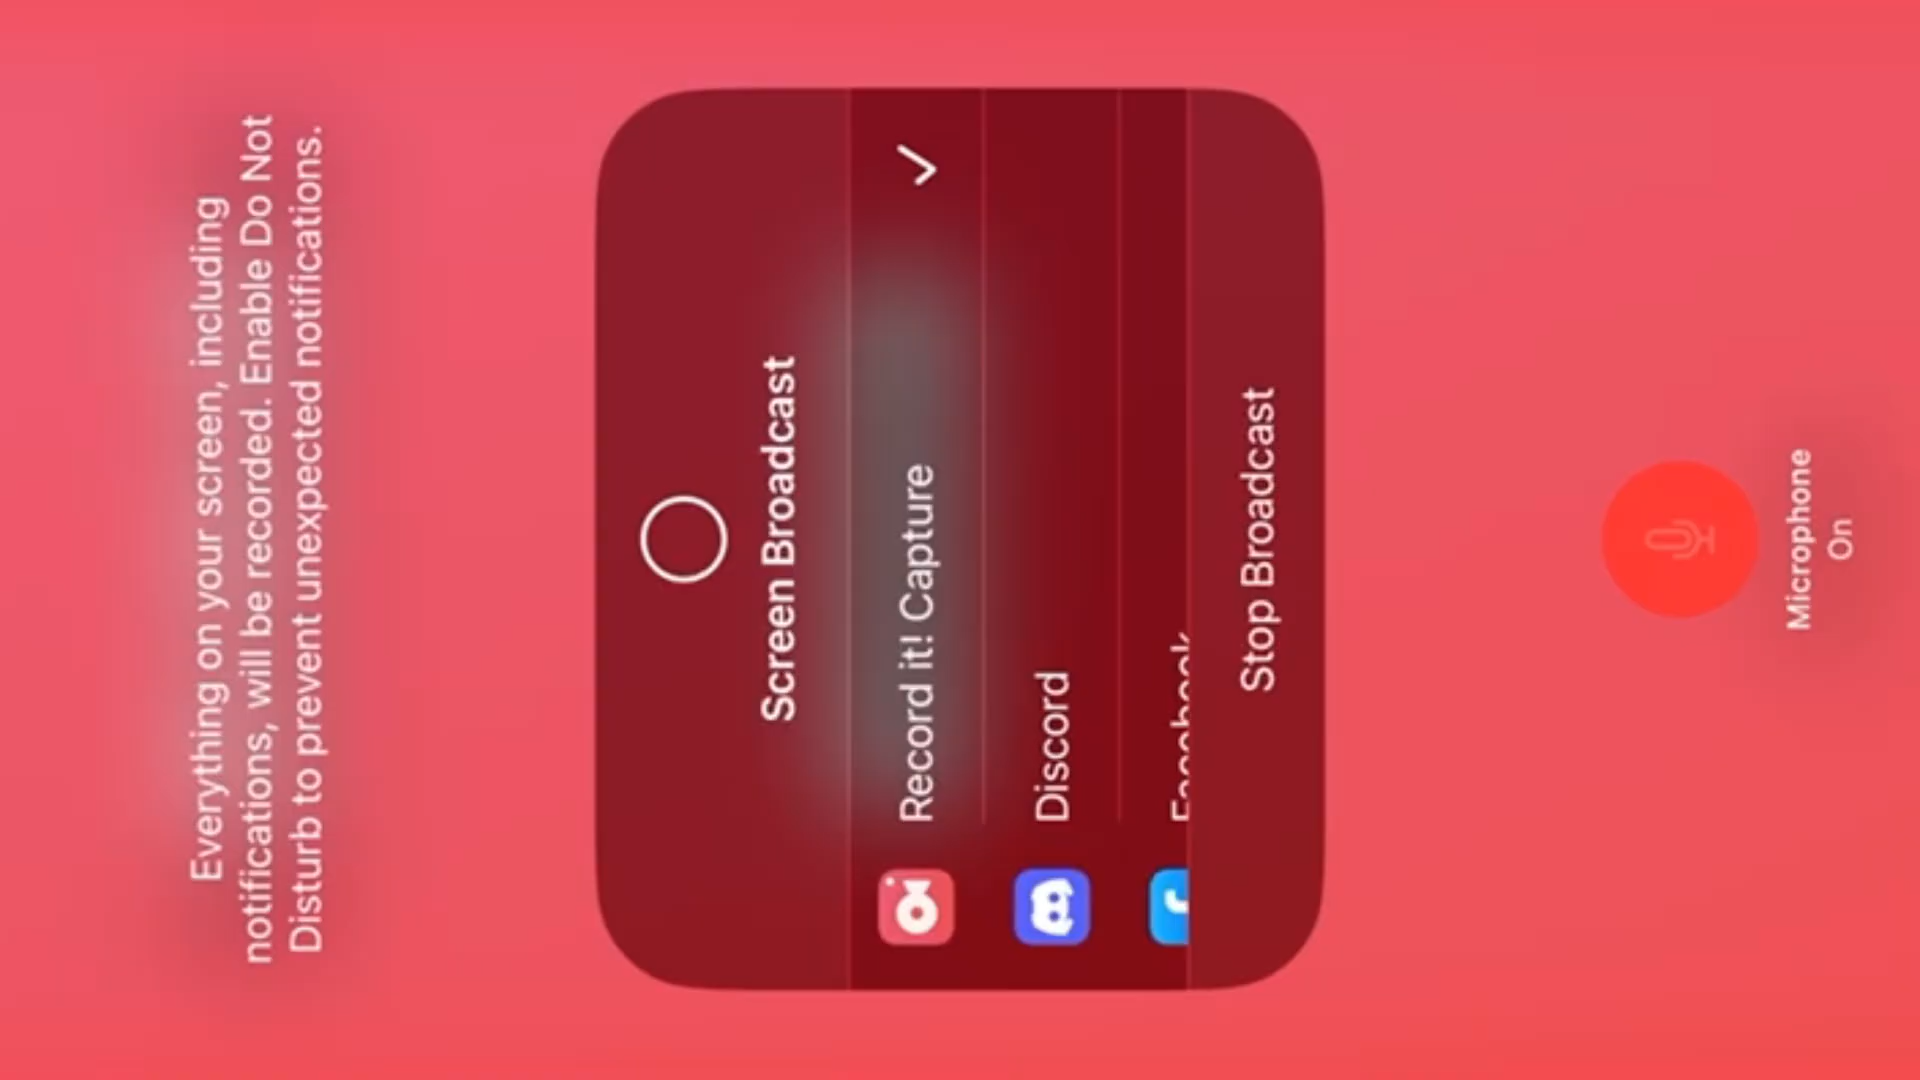 Everything on your screen, including
notifications, will be recorded. Enable Do Not
Disturb to prevent unexpected notifications.
Screen Broadcast
Record it! Capture
Discord
Facebook
Stop Broadcast
Microphone
On